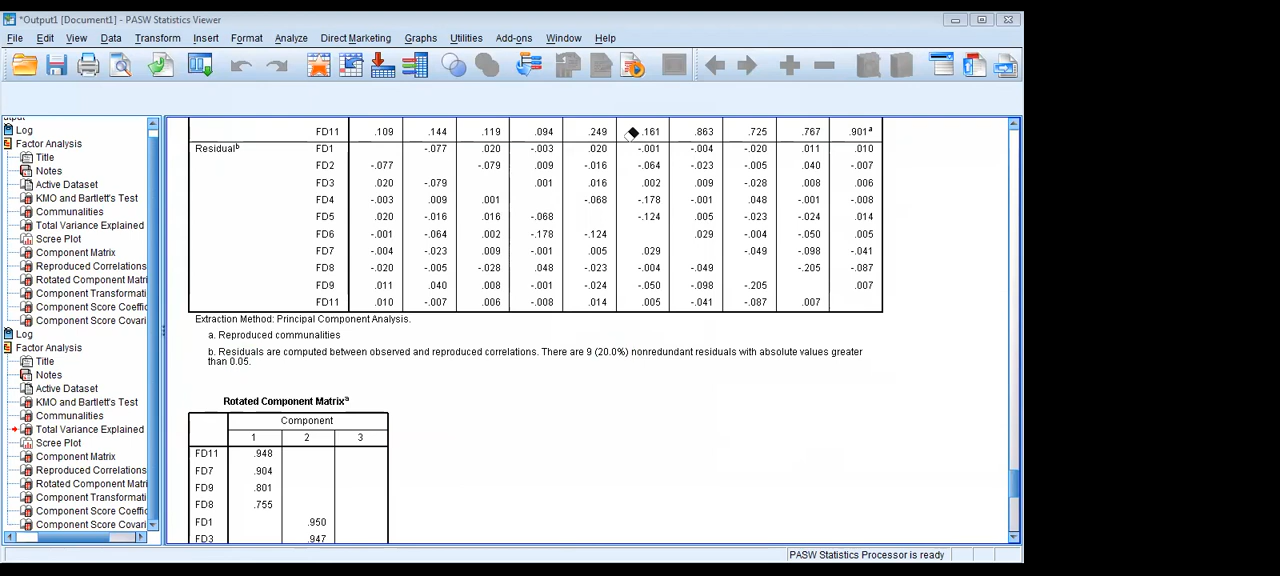 *Output1 [Document1] - PASW Statistics Viewer
File Edit View Data Transform Insert Format Analyze Direct Marketing Graphs Utilities Add-ons Window Help
Log
Factor Analysis
Title
Notes
Active Dataset
KMO and Bartlett's Test
Communalities
Total Variance Explained
Scree Plot
Component Matrix
Reproduced Correlations
Rotated Component Matri
Component Transformati
Component Score Coeffic
Component Score Covari
Log
Factor Analysis
Title
Notes
Active Dataset
KMO and Bartlett's Test
Communalities
Total Variance Explained
Scree Plot
Component Matrix
Reproduced Correlations
Rotated Component Matri
Component Transformati
Component Score Coeffic
Component Score Covari
FD11 .109 .144 .119 .094 .249 .161 .863 .725 .767 .901a
Residualb FD1 -.077 .020 -.003 .020 -.001 -.004 -.020 .011 .010
FD2 -.077 -.079 .009 -.016 -.064 -.023 -.005 .040 -.007
FD3 .020 -.079 .001 .016 .002 .009 -.028 .008 .006
FD4 -.003 .009 .001 -.068 -.178 -.001 .048 -.001 -.008
FD5 .020 -.016 .016 -.068 -.124 .005 -.023 -.024 .014
FD6 -.001 -.064 .002 -.178 -.124 .029 -.004 -.050 .005
FD7 -.004 -.023 .009 -.001 .005 .029 -.049 -.098 -.041
FD8 -.020 -.005 -.028 .048 -.023 -.004 -.049 -.205 -.087
FD9 .011 .040 .008 -.001 -.024 -.050 -.098 -.205 .007
FD11 .010 -.007 .006 -.008 .014 .005 -.041 -.087 .007
Extraction Method: Principal Component Analysis.
a. Reproduced communalities
b. Residuals are computed between observed and reproduced correlations. There are 9 (20.0%) nonredundant residuals with absolute values greater
than 0.05.
Rotated Component Matrixa
Component
1 2 3
FD11 .948
FD7 .904
FD9 .801
FD8 .755
FD1 .950
FD3 .947
PASW Statistics Processor is ready